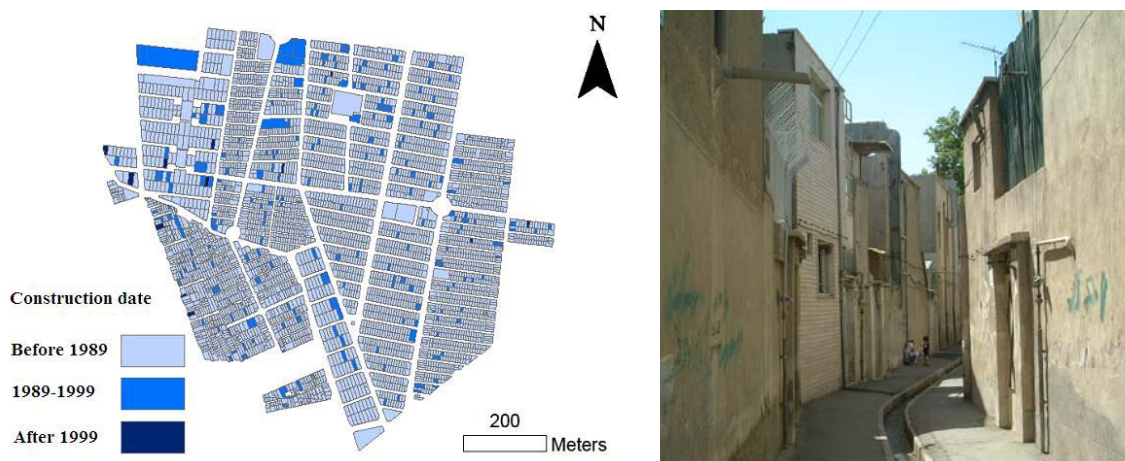 N
Construction date
Before 1989
1989-1999
After 1999
200
Meters